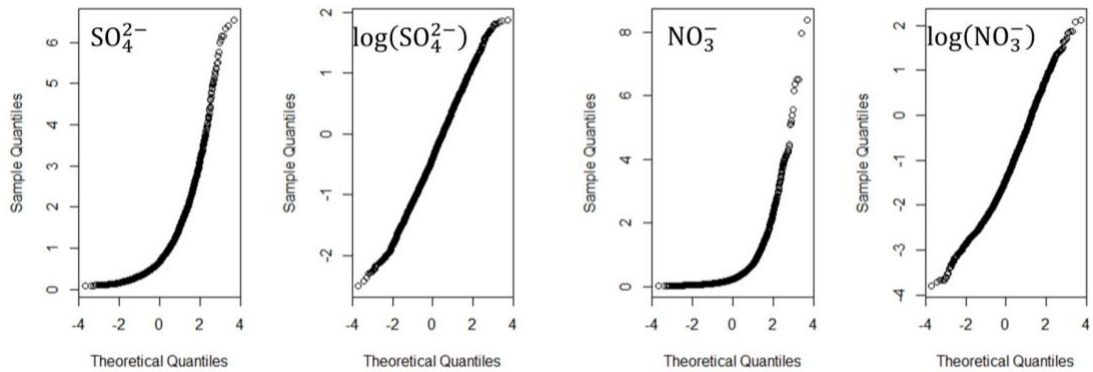 SO₄²⁻
Sample Quantiles
6
5
4
3
2
1
0
-4 -2 0 2 4
Theoretical Quantiles
log(SO₄²⁻)
Sample Quantiles
2
1
0
-1
-2
-4 -2 0 2 4
Theoretical Quantiles
NO₃⁻
Sample Quantiles
8
6
4
2
0
-4 -2 0 2 4
Theoretical Quantiles
log(NO₃⁻)
Sample Quantiles
2
1
0
-1
-2
-3
-4
-4 -2 0 2 4
Theoretical Quantiles